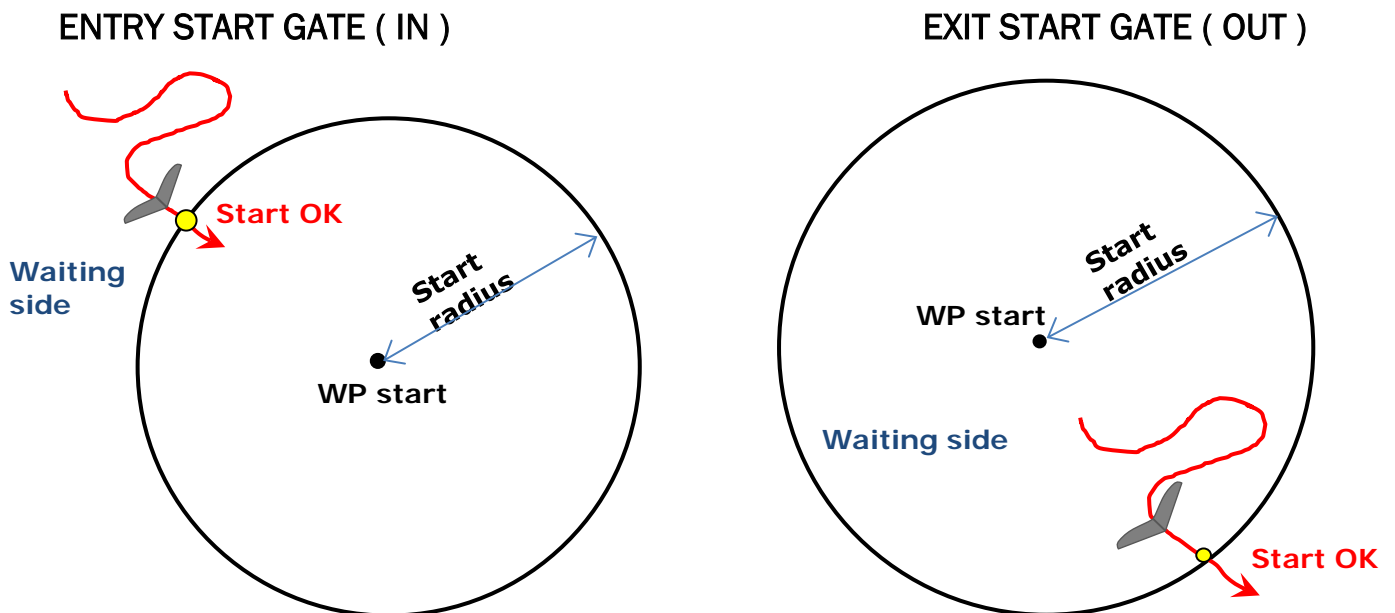 ENTRY START GATE ( IN )
Start OK
Waiting
side
Start
radius
WP start
EXIT START GATE ( OUT )
Start
radius
WP start
Waiting side
Start OK